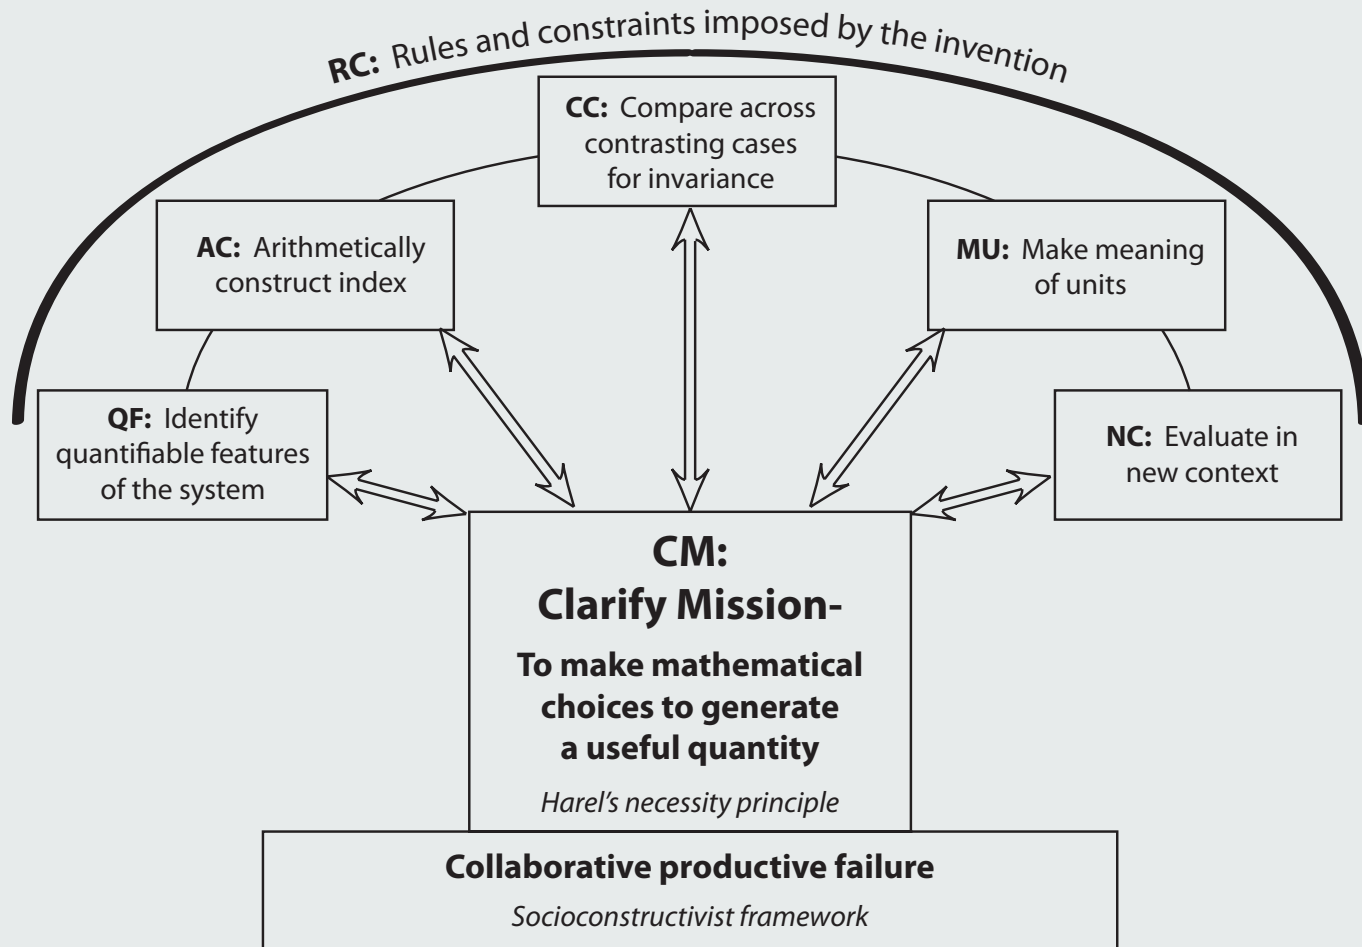 RC: Rules and constraints imposed by the invention
CC: Compare across
contrasting cases
for invariance
AC: Arithmetically
construct index
MU: Make meaning
of units
QF: Identify
quantifiable features
of the system
NC: Evaluate in
new context
CM:
Clarify Mission-
To make mathematical
choices to generate
a useful quantity
Harel's necessity principle
Collaborative productive failure
Socioconstructivist framework